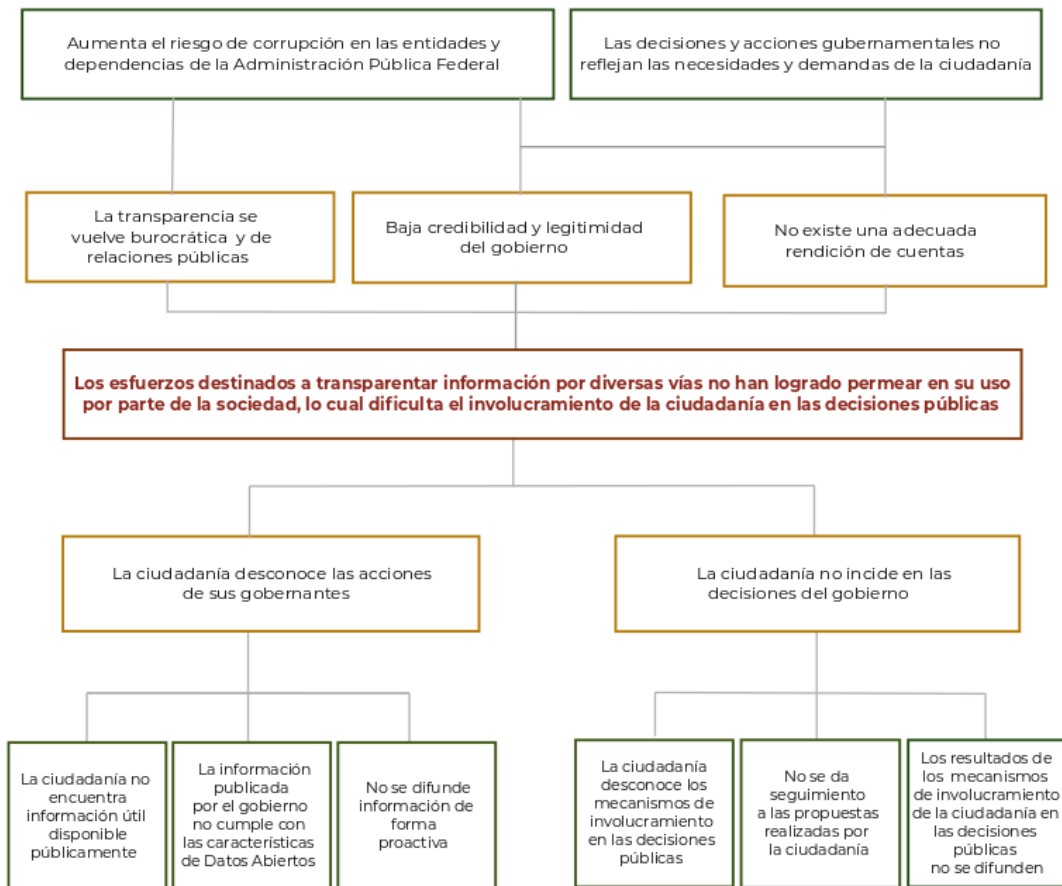 Aumenta el riesgo de corrupción en las entidades y
dependencias de la Administración Pública Federal
Las decisiones y acciones gubernamentales no
reflejan las necesidades y demandas de la ciudadanía
La transparencia se
vuelve burocrática y de
relaciones públicas
Baja credibilidad y legitimidad
del gobierno
No existe una adecuada
rendición de cuentas
Los esfuerzos destinados a transparentar información por diversas vías no han logrado permear en su uso
por parte de la sociedad, lo cual dificulta el involucramiento de la ciudadanía en las decisiones públicas
La ciudadanía desconoce las acciones
de sus gobernantes
La ciudadanía no incide en las
decisiones del gobierno
La ciudadanía no
encuentra
información útil
disponible
públicamente
La información
publicada
por el gobierno
no cumple con
las características
de Datos Abiertos
No se difunde
información de
forma
proactiva
La ciudadanía
desconoce los
mecanismos de
involucramiento
en las decisiones
públicas
No se da
seguimiento
a las propuestas
realizadas por
la ciudadanía
Los resultados de
los mecanismos
de involucramiento
de la ciudadanía en
las decisiones
públicas
no se difunden